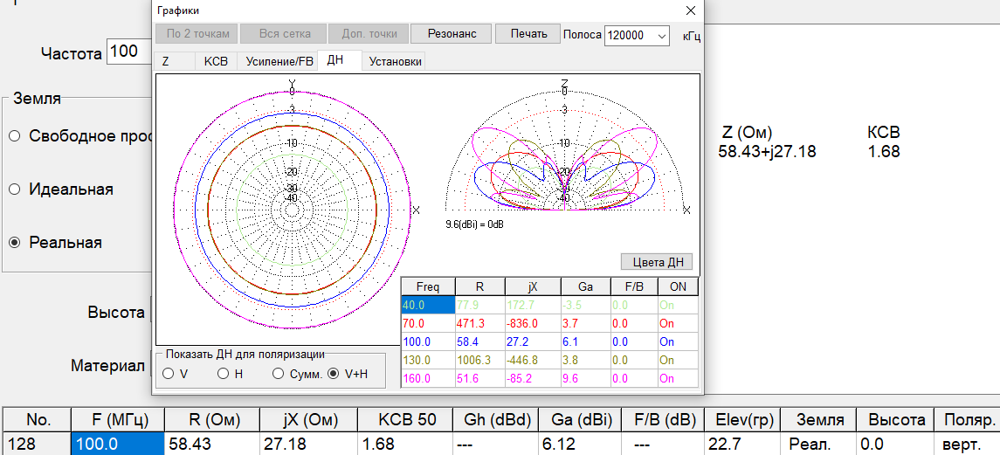 Графики
По 2 точкам Вся сетка Доп. точки Резонанс Печать Полоса 120000 кГц
Частота 100
Z КСВ Усиление/FB ДН Установки
Земля
Свободное прос
Идеальная
Реальная
Высота
Материал
Y
0
-3
-10
-20
-30
-40
X
Z
0
-3
-10
-20
-30
-40
X
9.6(dBi) = 0dB
Цвета ДН
Z (Ом) КСВ
58.43+j27.18 1.68
Freq R jX Ga F/B ON
40.0 77.9 172.7 -3.5 0.0 On
70.0 471.3 -836.0 3.7 0.0 On
100.0 58.4 27.2 6.1 0.0 On
130.0 1006.3 -446.8 3.8 0.0 On
160.0 51.6 -85.2 9.6 0.0 On
Показать ДН для поляризации
V H Сумм. V+H
No. F (МГц) R (Ом) jX (Ом) КСВ 50 Gh (dBd) Ga (dBi) F/B (dB) Elev(гр) Земля Высота Поляр.
128 100.0 58.43 27.18 1.68 --- 6.12 --- 22.7 Реал. 0.0 верт.